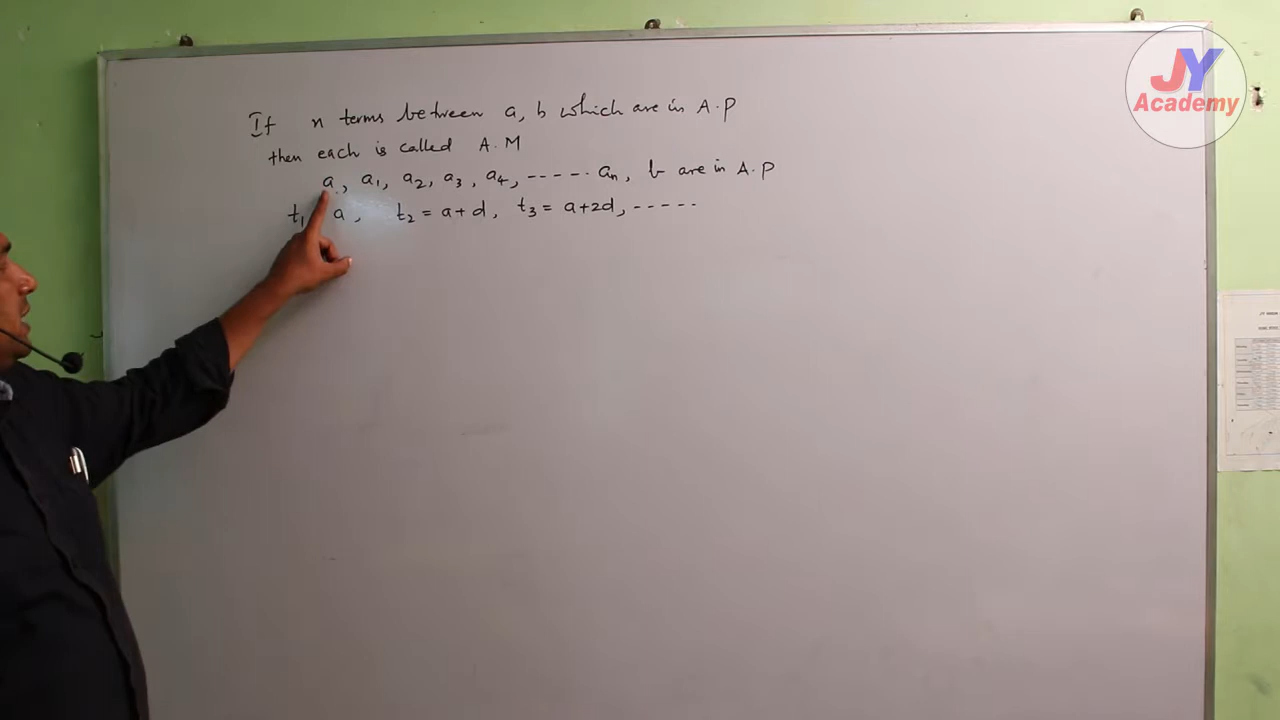 If n terms between a, b which are in A.P
then each is called A.M
a, a₁, a₂, a₃, a₄, ------ aₙ, b are in A.P
t₁ a, t₂ = a+d, t₃ = a+2d, -----
JY
Academy